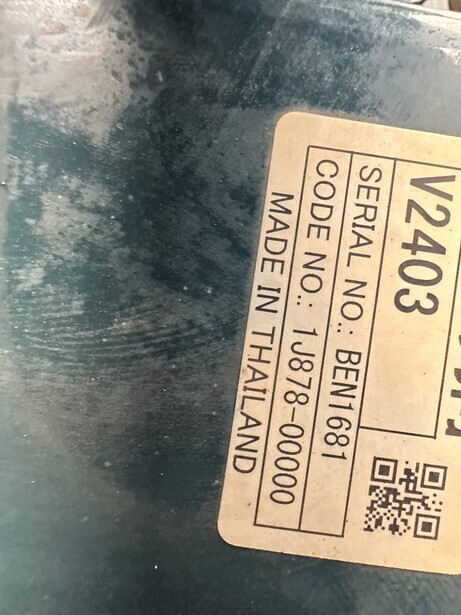 V2403
SERIAL NO.: BEN1681
CODE NO.: 1J878-00000
MADE IN THAILAND